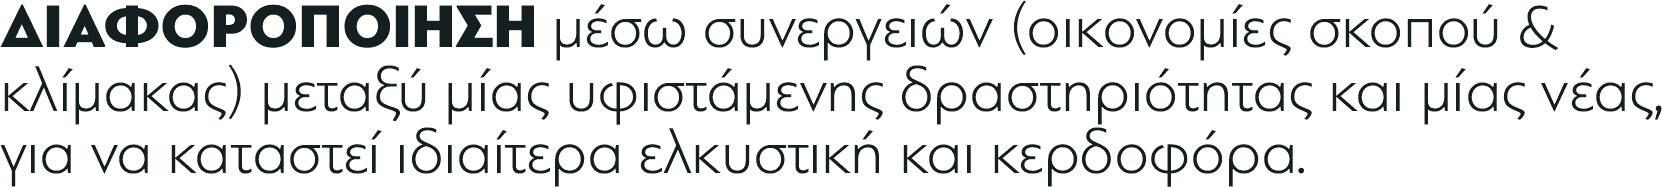 ΔΙΑΦΟΡΟΠΟΙΗΣΗ μέσω συνεργειών (οικονομίες σκοπού &
κλίμακας) μεταξύ μίας υφιστάμενης δραστηριότητας και μίας νέας,
για να καταστεί ιδιαίτερα ελκυστική και κερδοφόρα.